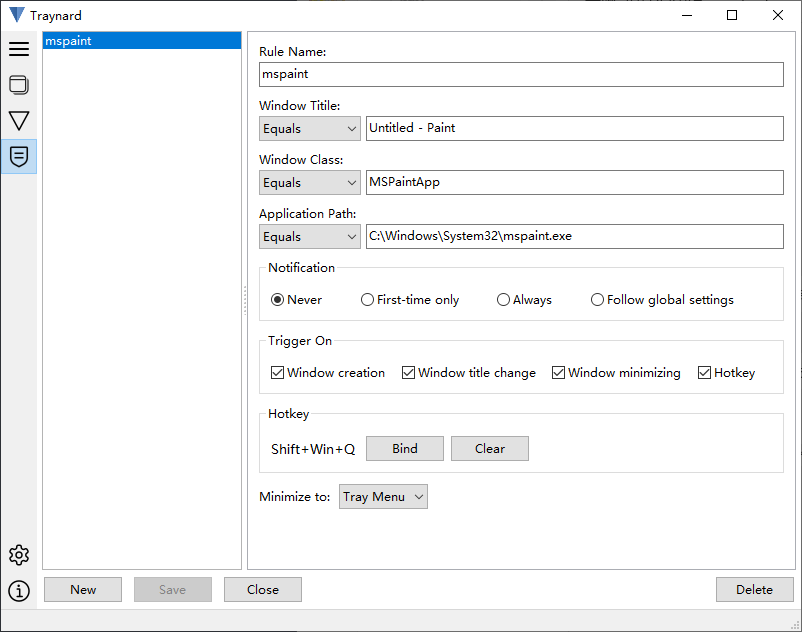 Traynard
mspaint
Rule Name:
mspaint
Window Titile:
Equals
Untitled - Paint
Window Class:
Equals
MSPaintApp
Application Path:
Equals
C:\Windows\System32\mspaint.exe
Notification
Never First-time only Always Follow global settings
Trigger On
Window creation Window title change Window minimizing Hotkey
Hotkey
Shift+Win+Q Bind Clear
Minimize to: Tray Menu
New Save Close Delete